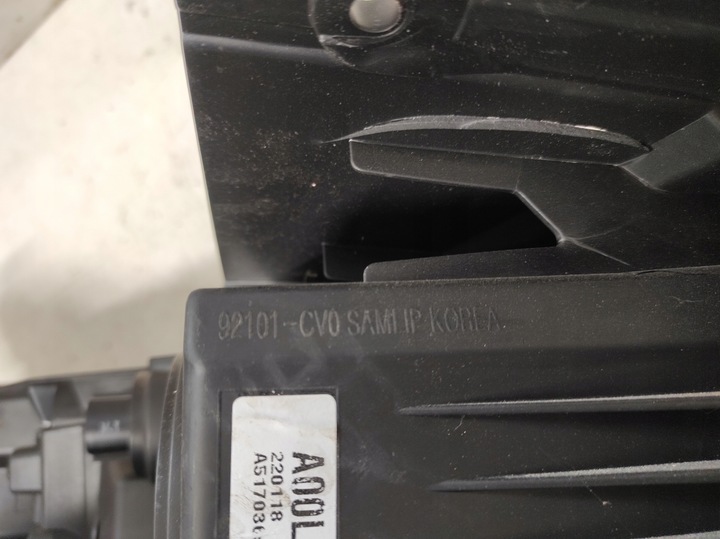 92101-CV0 SAMLIP KOREA
A00L
220118
A517036